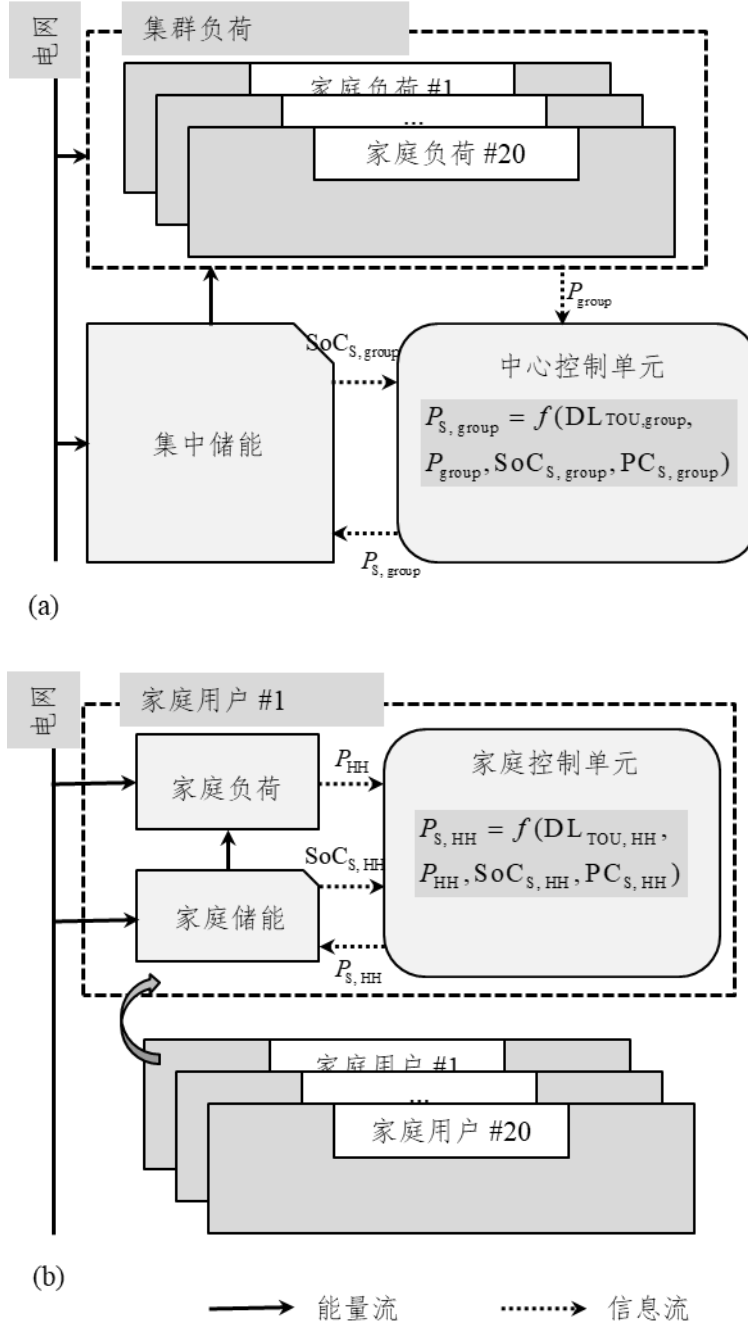 电网
集群负荷
家庭负荷 #1
...
家庭负荷 #20
P_group
SoC_S,group
中心控制单元
P_S,group = f(DL_TOU,group,
P_group,SoC_S,group,PC_S,group)
集中储能
P_S,group
(a)
电网
家庭用户 #1
家庭负荷
P_HH
家庭控制单元
P_S,HH = f(DL_TOU,HH,
P_HH,SoC_S,HH,PC_S,HH)
SoC_S,HH
家庭储能
P_S,HH
家庭用户 #1
...
家庭用户 #20
(b)
能量流
信息流